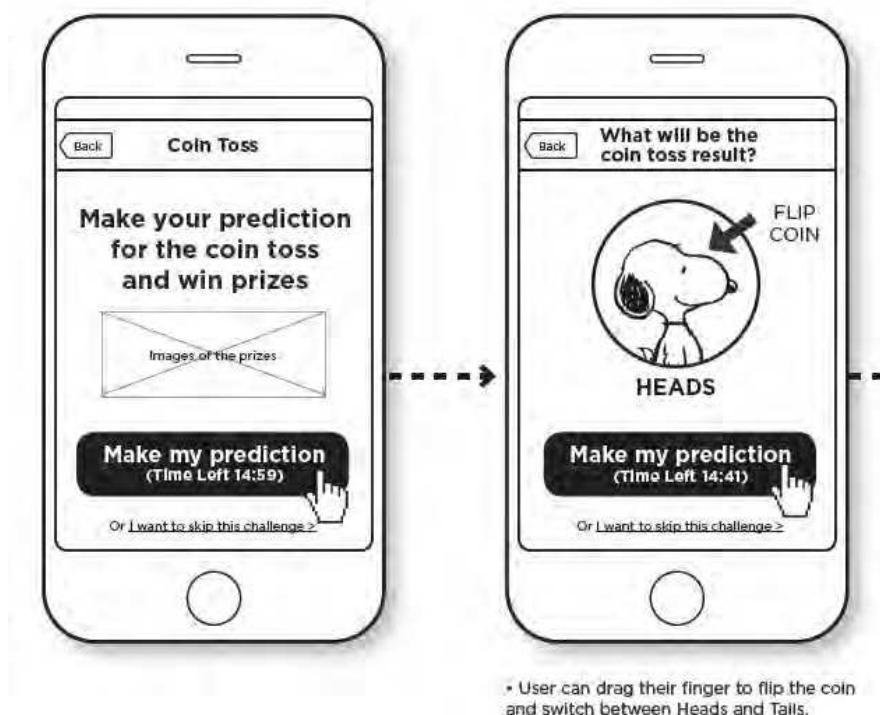 Back
Coin Toss
Make your prediction
for the coin toss
and win prizes
Images of the prizes
Make my prediction
(Time Left 14:59)
Or I want to skip this challenge >
Back
What will be the
coin toss result?
FLIP
COIN
HEADS
Make my prediction
(Time Left 14:41)
Or I want to skip this challenge >
• User can drag their finger to flip the coin
and switch between Heads and Tails.